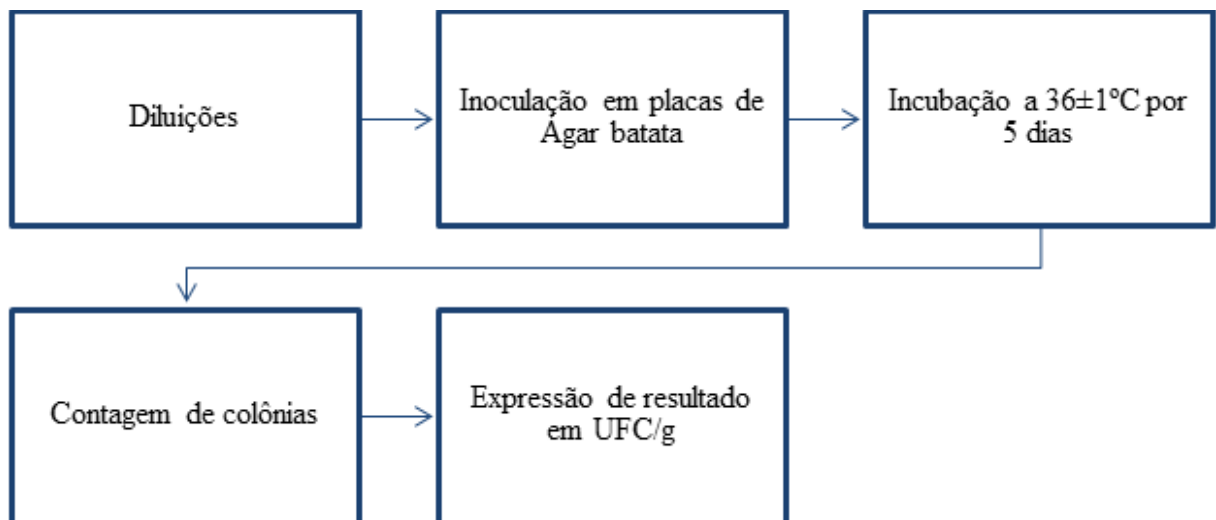 Diluições
Inoculação em placas de
Ágar batata
Incubação a 36±1ºC por
5 dias
Contagem de colônias
Expressão de resultado
em UFC/g